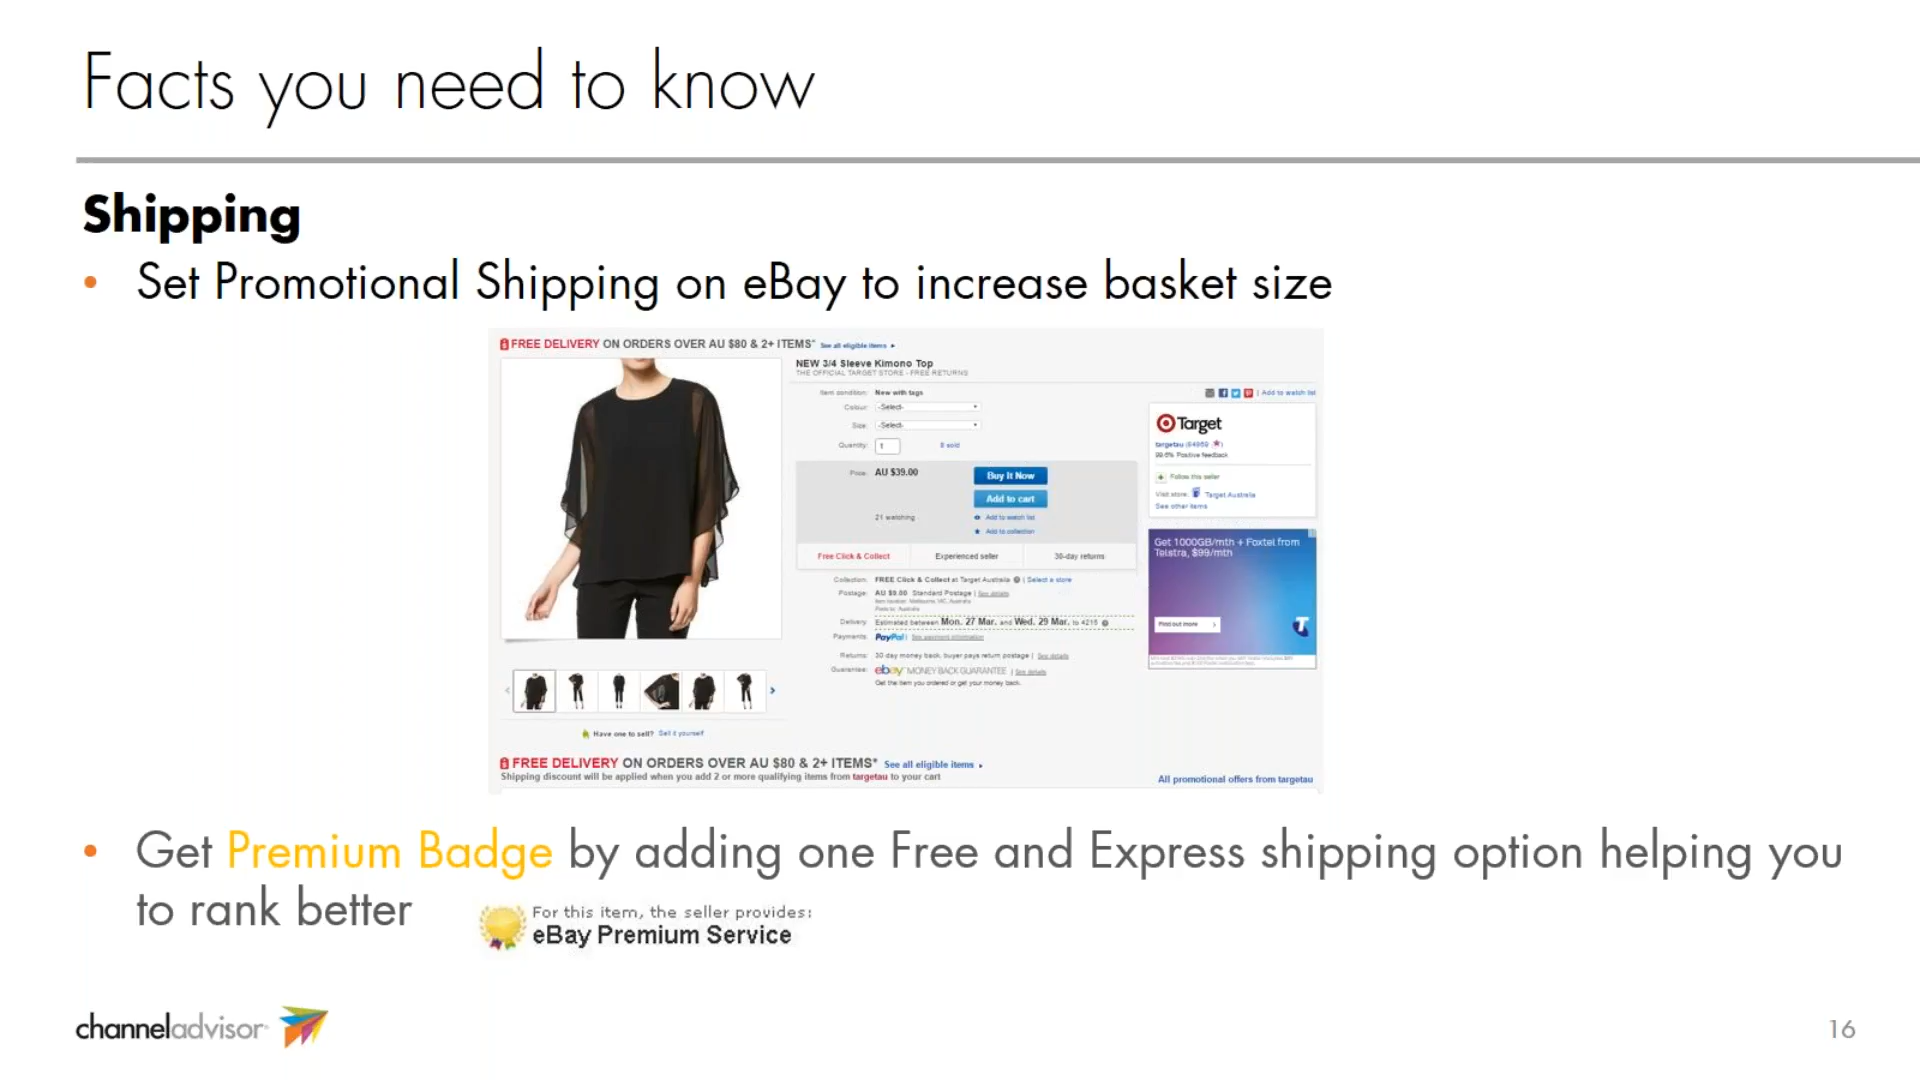 Facts you need to know
Shipping
• Set Promotional Shipping on eBay to increase basket size
FREE DELIVERY ON ORDERS OVER AU $80 & 2+ ITEMS* See all eligible items ▸
NEW 3/4 Sleeve Kimono Top
THE OFFICIAL TARGET STORE - FREE RETURNS
Item condition: New with tags
| Add to watch list
Colour: -Select-
Size: -Select-
Quantity: 1 8 sold
Target
targetau (64969 ★)
99.6% Positive feedback
Follow this seller
Visit store: Target Australia
See other items
Price: AU $39.00 Buy It Now
Add to cart
21 watching Add to watch list
Add to collection
Free Click & Collect Experienced seller 30-day returns
Get 1000GB/mth + Foxtel from
Telstra, $99/mth
Find out more >
Collection: FREE Click & Collect at Target Australia | Select a store
Postage: AU $9.00 Standard Postage | See details
Item location: Melbourne, VIC, Australia
Posts to: Australia
Delivery: Estimated between Mon. 27 Mar. and Wed. 29 Mar. to 4215
Payments: PayPal | See payment information
Returns: 30 day money back, buyer pays return postage | See details
Guarantee: ebay MONEY BACK GUARANTEE | See details
Get the item you ordered or get your money back.
Have one to sell? Sell it yourself
FREE DELIVERY ON ORDERS OVER AU $80 & 2+ ITEMS* See all eligible items ▸
Shipping discount will be applied when you add 2 or more qualifying items from targetau to your cart
All promotional offers from targetau
• Get Premium Badge by adding one Free and Express shipping option helping you
to rank better
For this item, the seller provides:
eBay Premium Service
channeladvisor
16